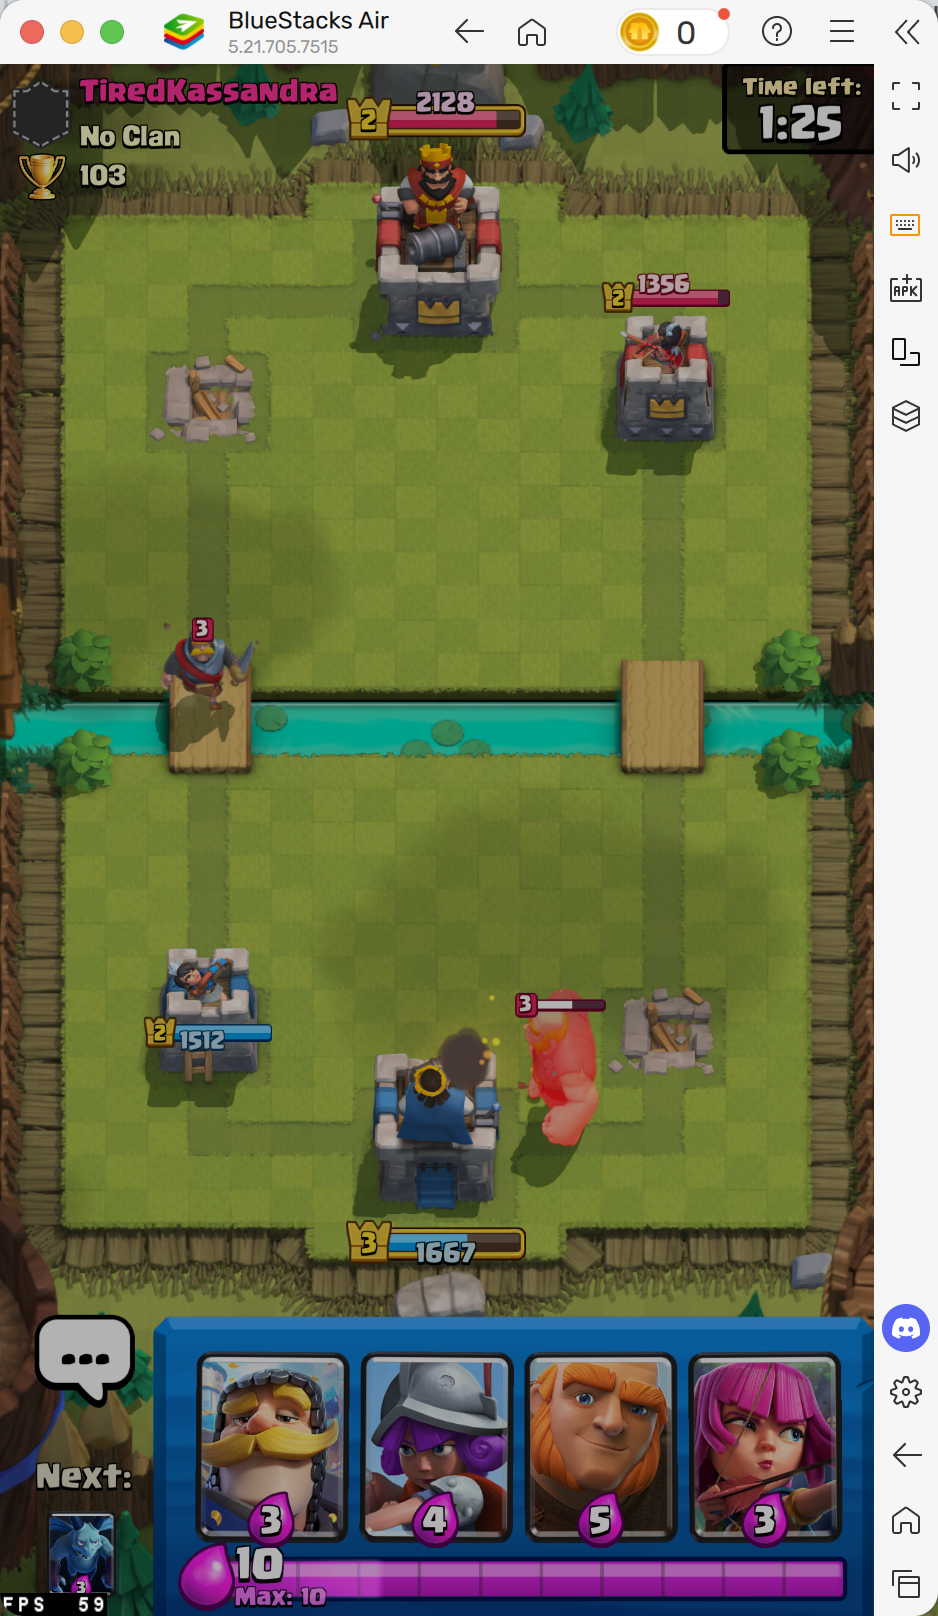 BlueStacks Air
5.21.705.7515
0
TiredKassandra
No Clan
103
2
2128
Time left:
1:25
2
1356
3
2
1512
3
3
1667
3
4
5
3
Next:
3
10
Max: 10
FPS 59
APK